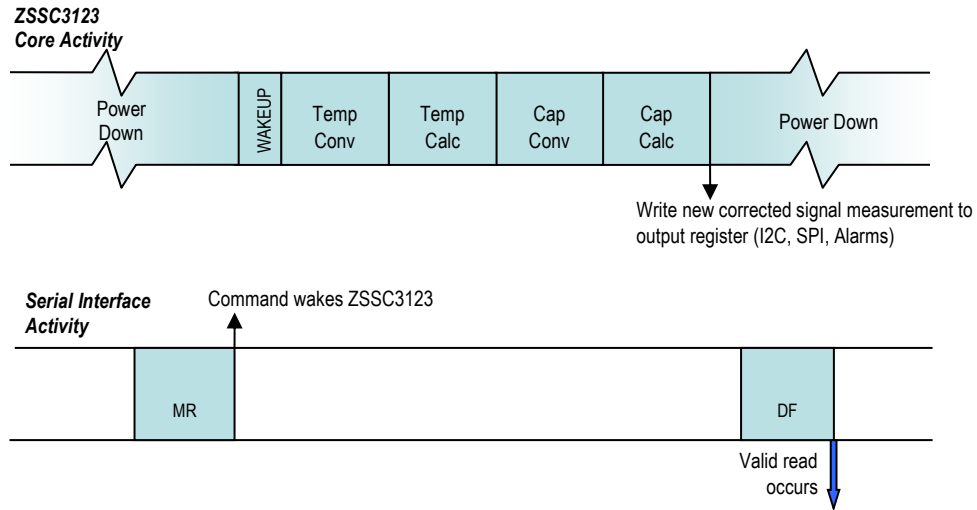 ZSSC3123
Core Activity
Power
Down
WAKEUP
Temp
Conv
Temp
Calc
Cap
Conv
Cap
Calc
Power Down
Write new corrected signal measurement to
output register (I2C, SPI, Alarms)
Serial Interface
Activity
Command wakes ZSSC3123
MR
DF
Valid read
occurs